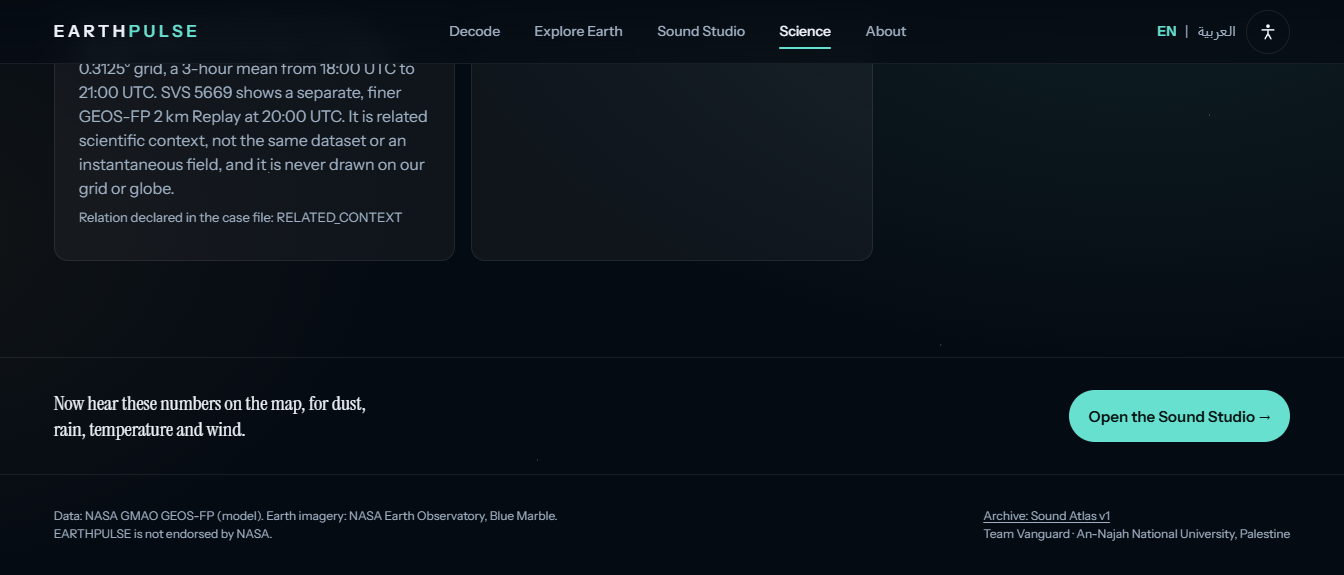 EARTHPULSE
Decode
Explore Earth
Sound Studio
Science
About
EN | العربية
0.3125° grid, a 3-hour mean from 18:00 UTC to
21:00 UTC. SVS 5669 shows a separate, finer
GEOS-FP 2 km Replay at 20:00 UTC. It is related
scientific context, not the same dataset or an
instantaneous field, and it is never drawn on our
grid or globe.
Relation declared in the case file: RELATED_CONTEXT
Now hear these numbers on the map, for dust,
rain, temperature and wind.
Open the Sound Studio →
Data: NASA GMAO GEOS-FP (model). Earth imagery: NASA Earth Observatory, Blue Marble.
EARTHPULSE is not endorsed by NASA.
Archive: Sound Atlas v1
Team Vanguard · An-Najah National University, Palestine